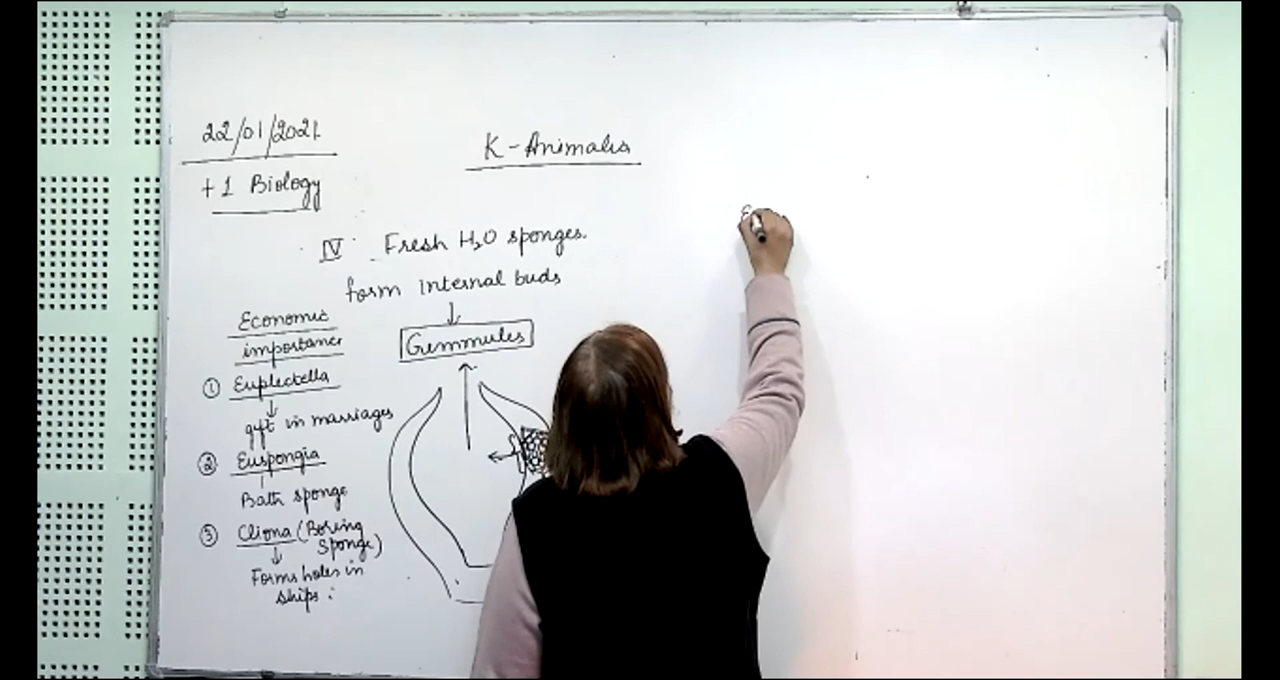 22/01/2021
+1 Biology
K-Animalia
IV Fresh H2O sponges.
form internal buds
Gemmules
Economic
importance
① Euplectella
gift in marriages
② Euspongia
Bath sponge
③ Cliona (Boring
Sponge)
Forms holes in
ships.